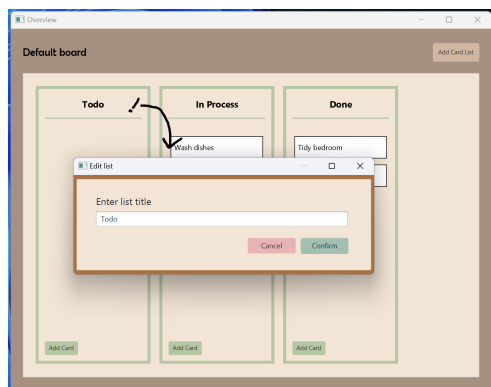 Overview
Default board
Add Card List
Todo
In Process
Done
Wash dishes
Tidy bedroom
Edit list
Enter list title
Todo
Cancel
Confirm
Add Card
Add Card
Add Card